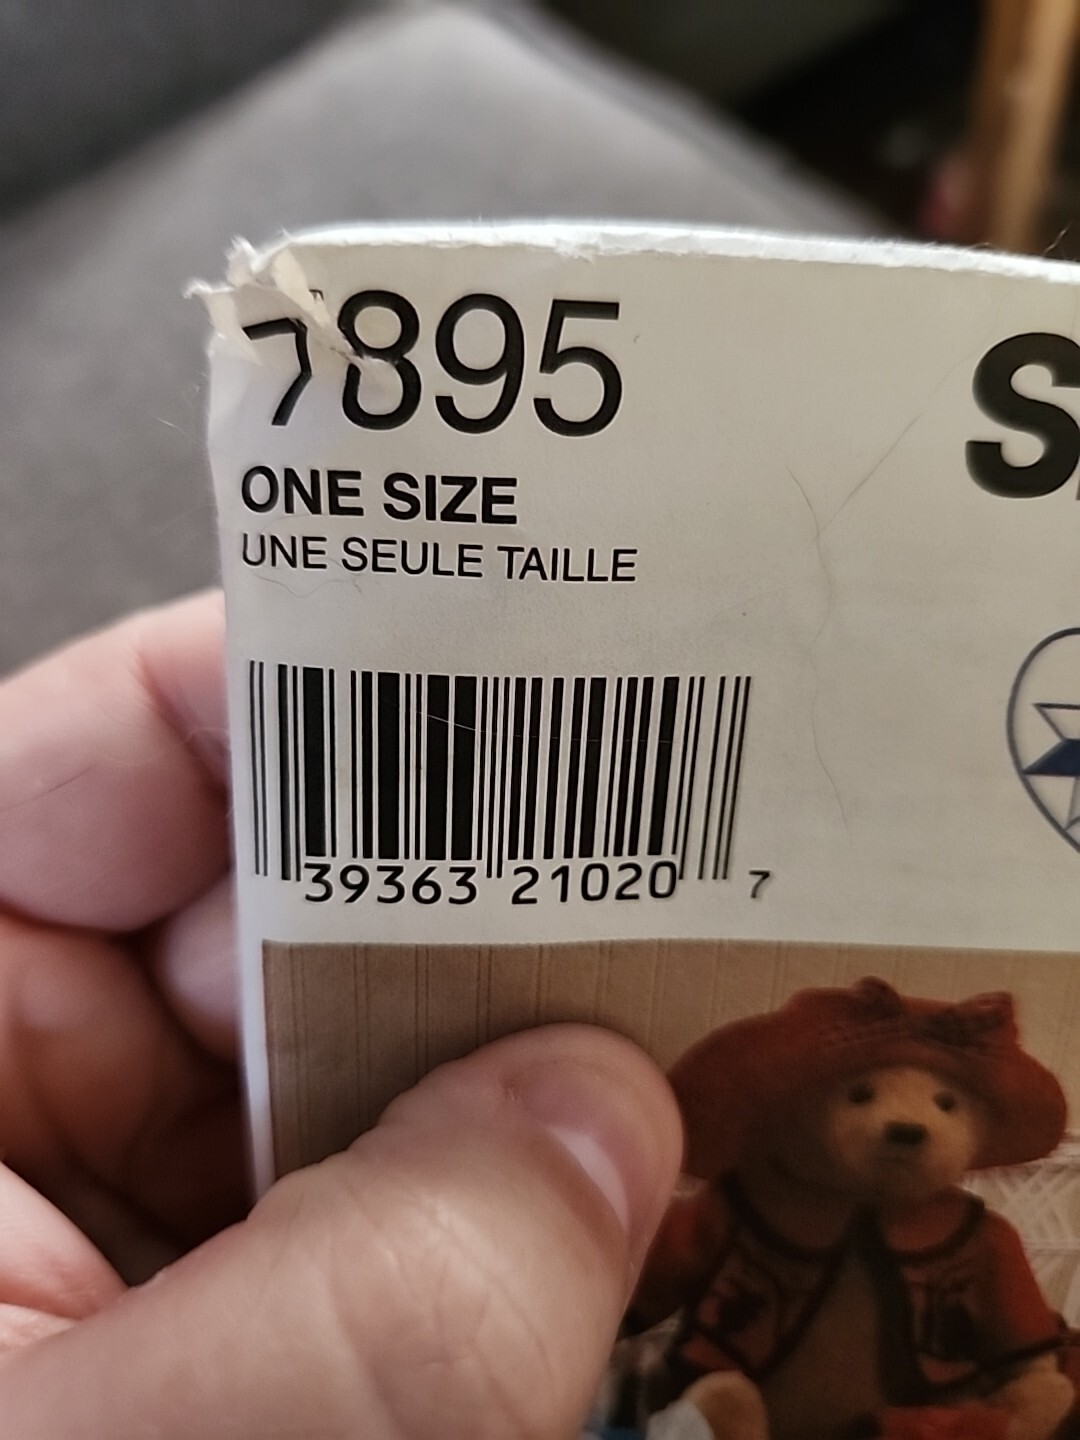 7895
S
ONE SIZE
UNE SEULE TAILLE
39363 21020 7